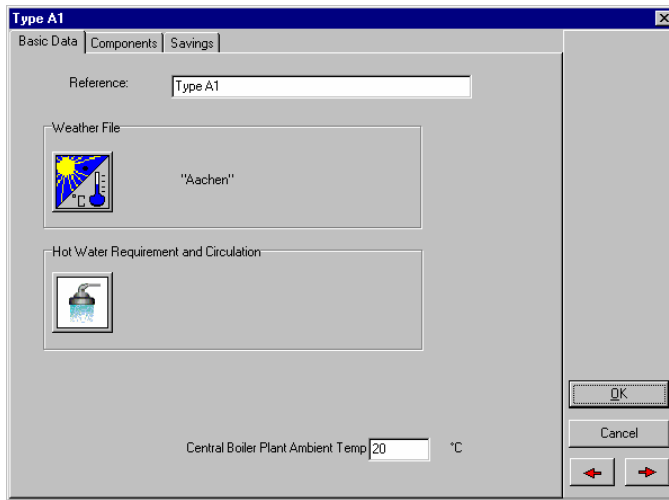 Type A1
Basic Data Components Savings
Reference: Type A1
Weather File
°C
"Aachen"
Hot Water Requirement and Circulation
OK
Cancel
Central Boiler Plant Ambient Temp 20 °C